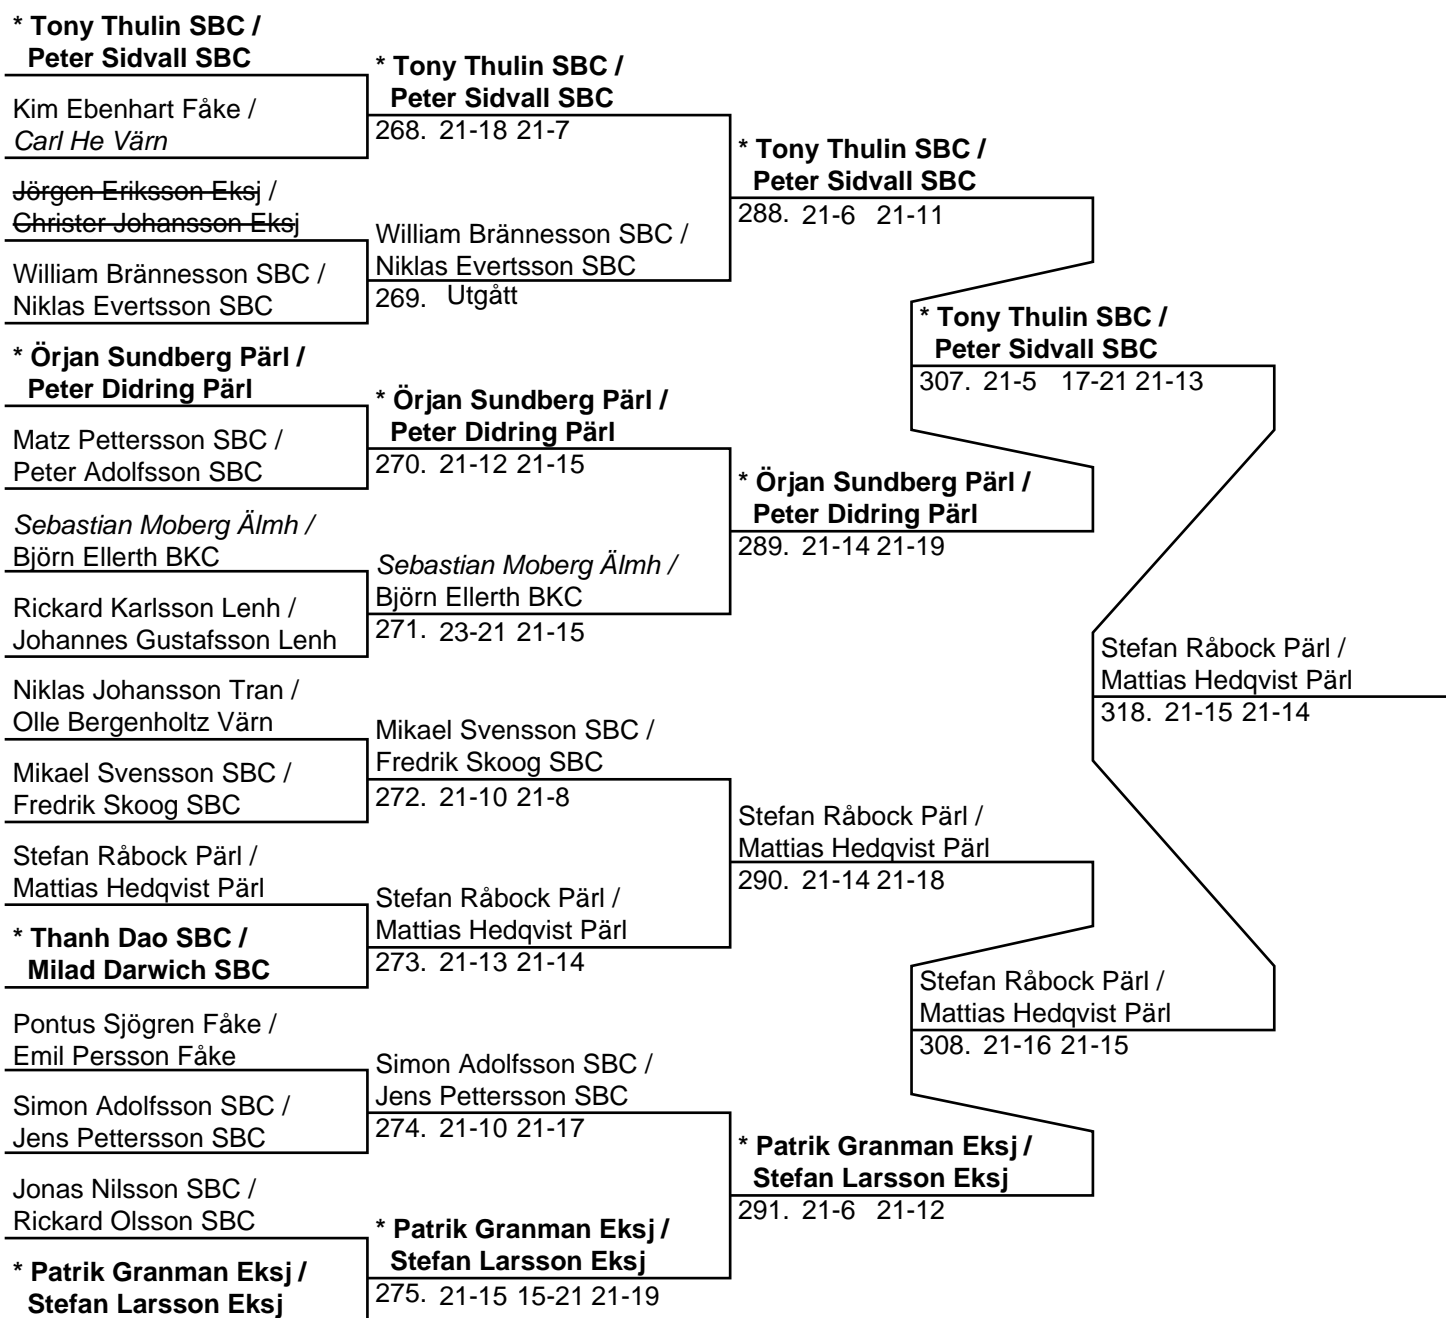 * Tony Thulin SBC /
Peter Sidvall SBC
Kim Ebenhart Fåke /
Carl He Värn
Jörgen Eriksson Eksj /
Christer Johansson Eksj
William Brännesson SBC /
Niklas Evertsson SBC
* Örjan Sundberg Pärl /
Peter Didring Pärl
Matz Pettersson SBC /
Peter Adolfsson SBC
Sebastian Moberg Älmh /
Björn Ellerth BKC
Rickard Karlsson Lenh /
Johannes Gustafsson Lenh
Niklas Johansson Tran /
Olle Bergenholtz Värn
Mikael Svensson SBC /
Fredrik Skoog SBC
Stefan Råbock Pärl /
Mattias Hedqvist Pärl
* Thanh Dao SBC /
Milad Darwich SBC
Pontus Sjögren Fåke /
Emil Persson Fåke
Simon Adolfsson SBC /
Jens Pettersson SBC
Jonas Nilsson SBC /
Rickard Olsson SBC
* Patrik Granman Eksj /
Stefan Larsson Eksj
* Tony Thulin SBC /
Peter Sidvall SBC
268. 21-18 21-7
William Brännesson SBC /
Niklas Evertsson SBC
269. Utgått
* Örjan Sundberg Pärl /
Peter Didring Pärl
270. 21-12 21-15
Sebastian Moberg Älmh /
Björn Ellerth BKC
271. 23-21 21-15
Mikael Svensson SBC /
Fredrik Skoog SBC
272. 21-10 21-8
Stefan Råbock Pärl /
Mattias Hedqvist Pärl
273. 21-13 21-14
Simon Adolfsson SBC /
Jens Pettersson SBC
274. 21-10 21-17
* Patrik Granman Eksj /
Stefan Larsson Eksj
275. 21-15 15-21 21-19
* Tony Thulin SBC /
Peter Sidvall SBC
288. 21-6 21-11
* Örjan Sundberg Pärl /
Peter Didring Pärl
289. 21-14 21-19
Stefan Råbock Pärl /
Mattias Hedqvist Pärl
290. 21-14 21-18
* Patrik Granman Eksj /
Stefan Larsson Eksj
291. 21-6 21-12
* Tony Thulin SBC /
Peter Sidvall SBC
307. 21-5 17-21 21-13
Stefan Råbock Pärl /
Mattias Hedqvist Pärl
308. 21-16 21-15
Stefan Råbock Pärl /
Mattias Hedqvist Pärl
318. 21-15 21-14